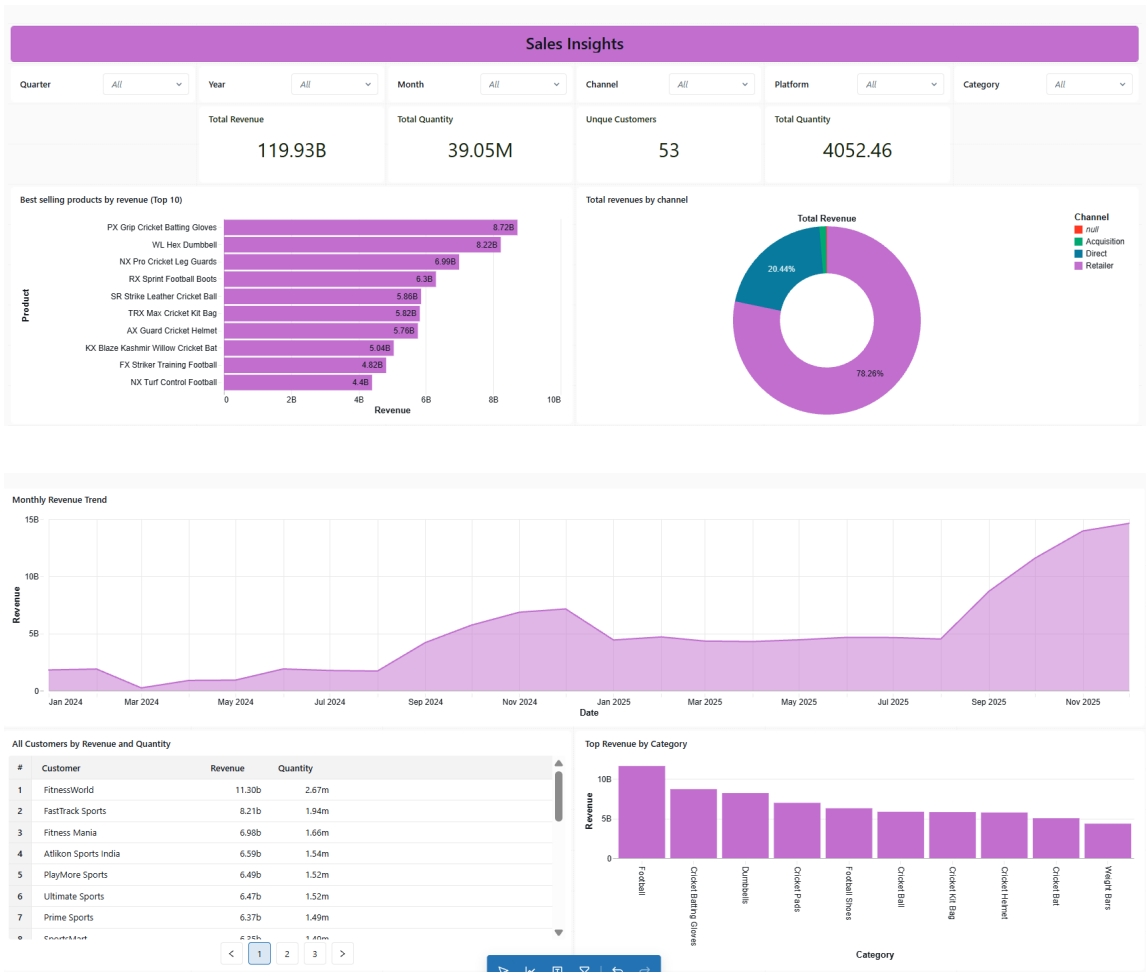 Sales Insights
Quarter All Year All Month All Channel All Platform All Category All
Total Revenue Total Quantity Unque Customers Total Quantity
119.93B 39.05M 53 4052.46
Best selling products by revenue (Top 10)
Product
PX Grip Cricket Batting Gloves 8.72B
WL Hex Dumbbell 8.22B
NX Pro Cricket Leg Guards 6.99B
RX Sprint Football Boots 6.3B
SR Strike Leather Cricket Ball 5.86B
TRX Max Cricket Kit Bag 5.82B
AX Guard Cricket Helmet 5.76B
KX Blaze Kashmir Willow Cricket Bat 5.04B
FX Striker Training Football 4.82B
NX Turf Control Football 4.4B
0 2B 4B 6B 8B 10B
Revenue
Total revenues by channel
Total Revenue
20.44%
78.26%
Channel
null
Acquisition
Direct
Retailer
Monthly Revenue Trend
Revenue
15B
10B
5B
0
Jan 2024 Mar 2024 May 2024 Jul 2024 Sep 2024 Nov 2024 Jan 2025 Mar 2025 May 2025 Jul 2025 Sep 2025 Nov 2025
Date
All Customers by Revenue and Quantity
# Customer Revenue Quantity
1 FitnessWorld 11.30b 2.67m
2 FastTrack Sports 8.21b 1.94m
3 Fitness Mania 6.98b 1.66m
4 Atlikon Sports India 6.59b 1.54m
5 PlayMore Sports 6.49b 1.52m
6 Ultimate Sports 6.47b 1.52m
7 Prime Sports 6.37b 1.49m
8 SportsMart 6.35b 1.49m
< 1 2 3 >
Top Revenue by Category
Revenue
10B
5B
0
Football
Cricket Batting Gloves
Dumbbells
Cricket Pads
Football Shoes
Cricket Ball
Cricket Kit Bag
Cricket Helmet
Cricket Bat
Weight Bars
Category